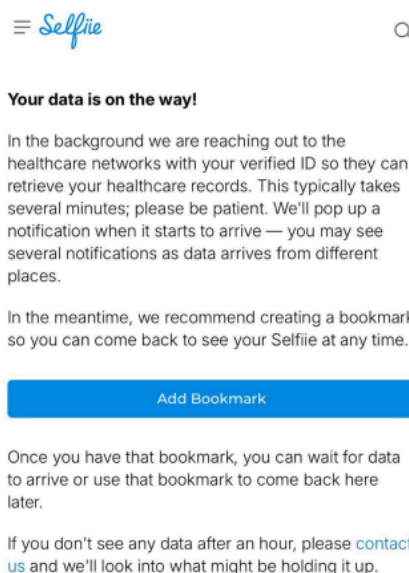 Selfiie
Your data is on the way!
In the background we are reaching out to the
healthcare networks with your verified ID so they can
retrieve your healthcare records. This typically takes
several minutes; please be patient. We'll pop up a
notification when it starts to arrive — you may see
several notifications as data arrives from different
places.
In the meantime, we recommend creating a bookmark
so you can come back to see your Selfiie at any time.
Add Bookmark
Once you have that bookmark, you can wait for data
to arrive or use that bookmark to come back here
later.
If you don't see any data after an hour, please contact
us and we'll look into what might be holding it up.